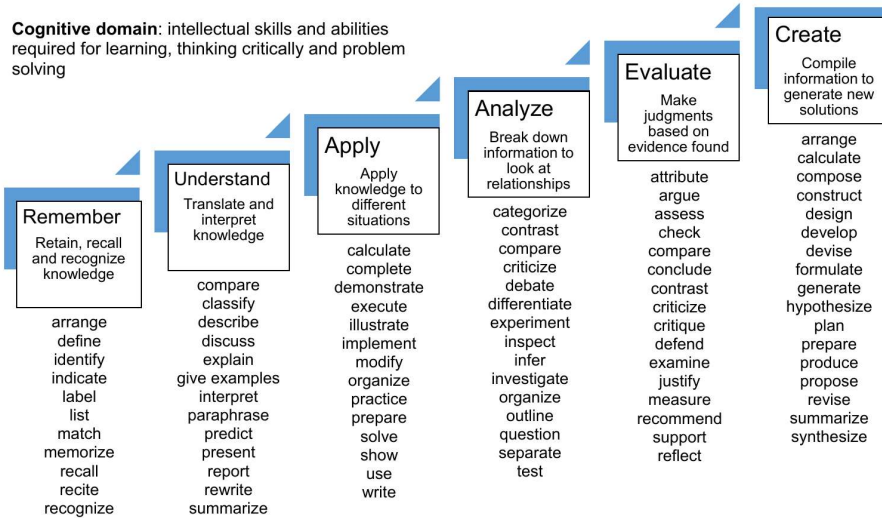 Cognitive domain: intellectual skills and abilities
required for learning, thinking critically and problem
solving
Remember
Retain, recall
and recognize
knowledge
arrange
define
identify
indicate
label
list
match
memorize
recall
recite
recognize
Understand
Translate and
interpret
knowledge
compare
classify
describe
discuss
explain
give examples
interpret
paraphrase
predict
present
report
rewrite
summarize
Apply
Apply
knowledge to
different
situations
calculate
complete
demonstrate
execute
illustrate
implement
modify
organize
practice
prepare
solve
show
use
write
Analyze
Break down
information to
look at
relationships
categorize
contrast
compare
criticize
debate
differentiate
experiment
inspect
infer
investigate
organize
outline
question
separate
test
Evaluate
Make
judgments
based on
evidence found
attribute
argue
assess
check
compare
conclude
contrast
criticize
critique
defend
examine
justify
measure
recommend
support
reflect
Create
Compile
information to
generate new
solutions
arrange
calculate
compose
construct
design
develop
devise
formulate
generate
hypothesize
plan
prepare
produce
propose
revise
summarize
synthesize